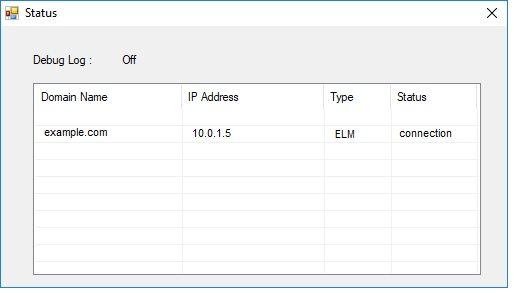 Status
Debug Log : Off
Domain Name IP Address Type Status
example.com 10.0.1.5 ELM connection